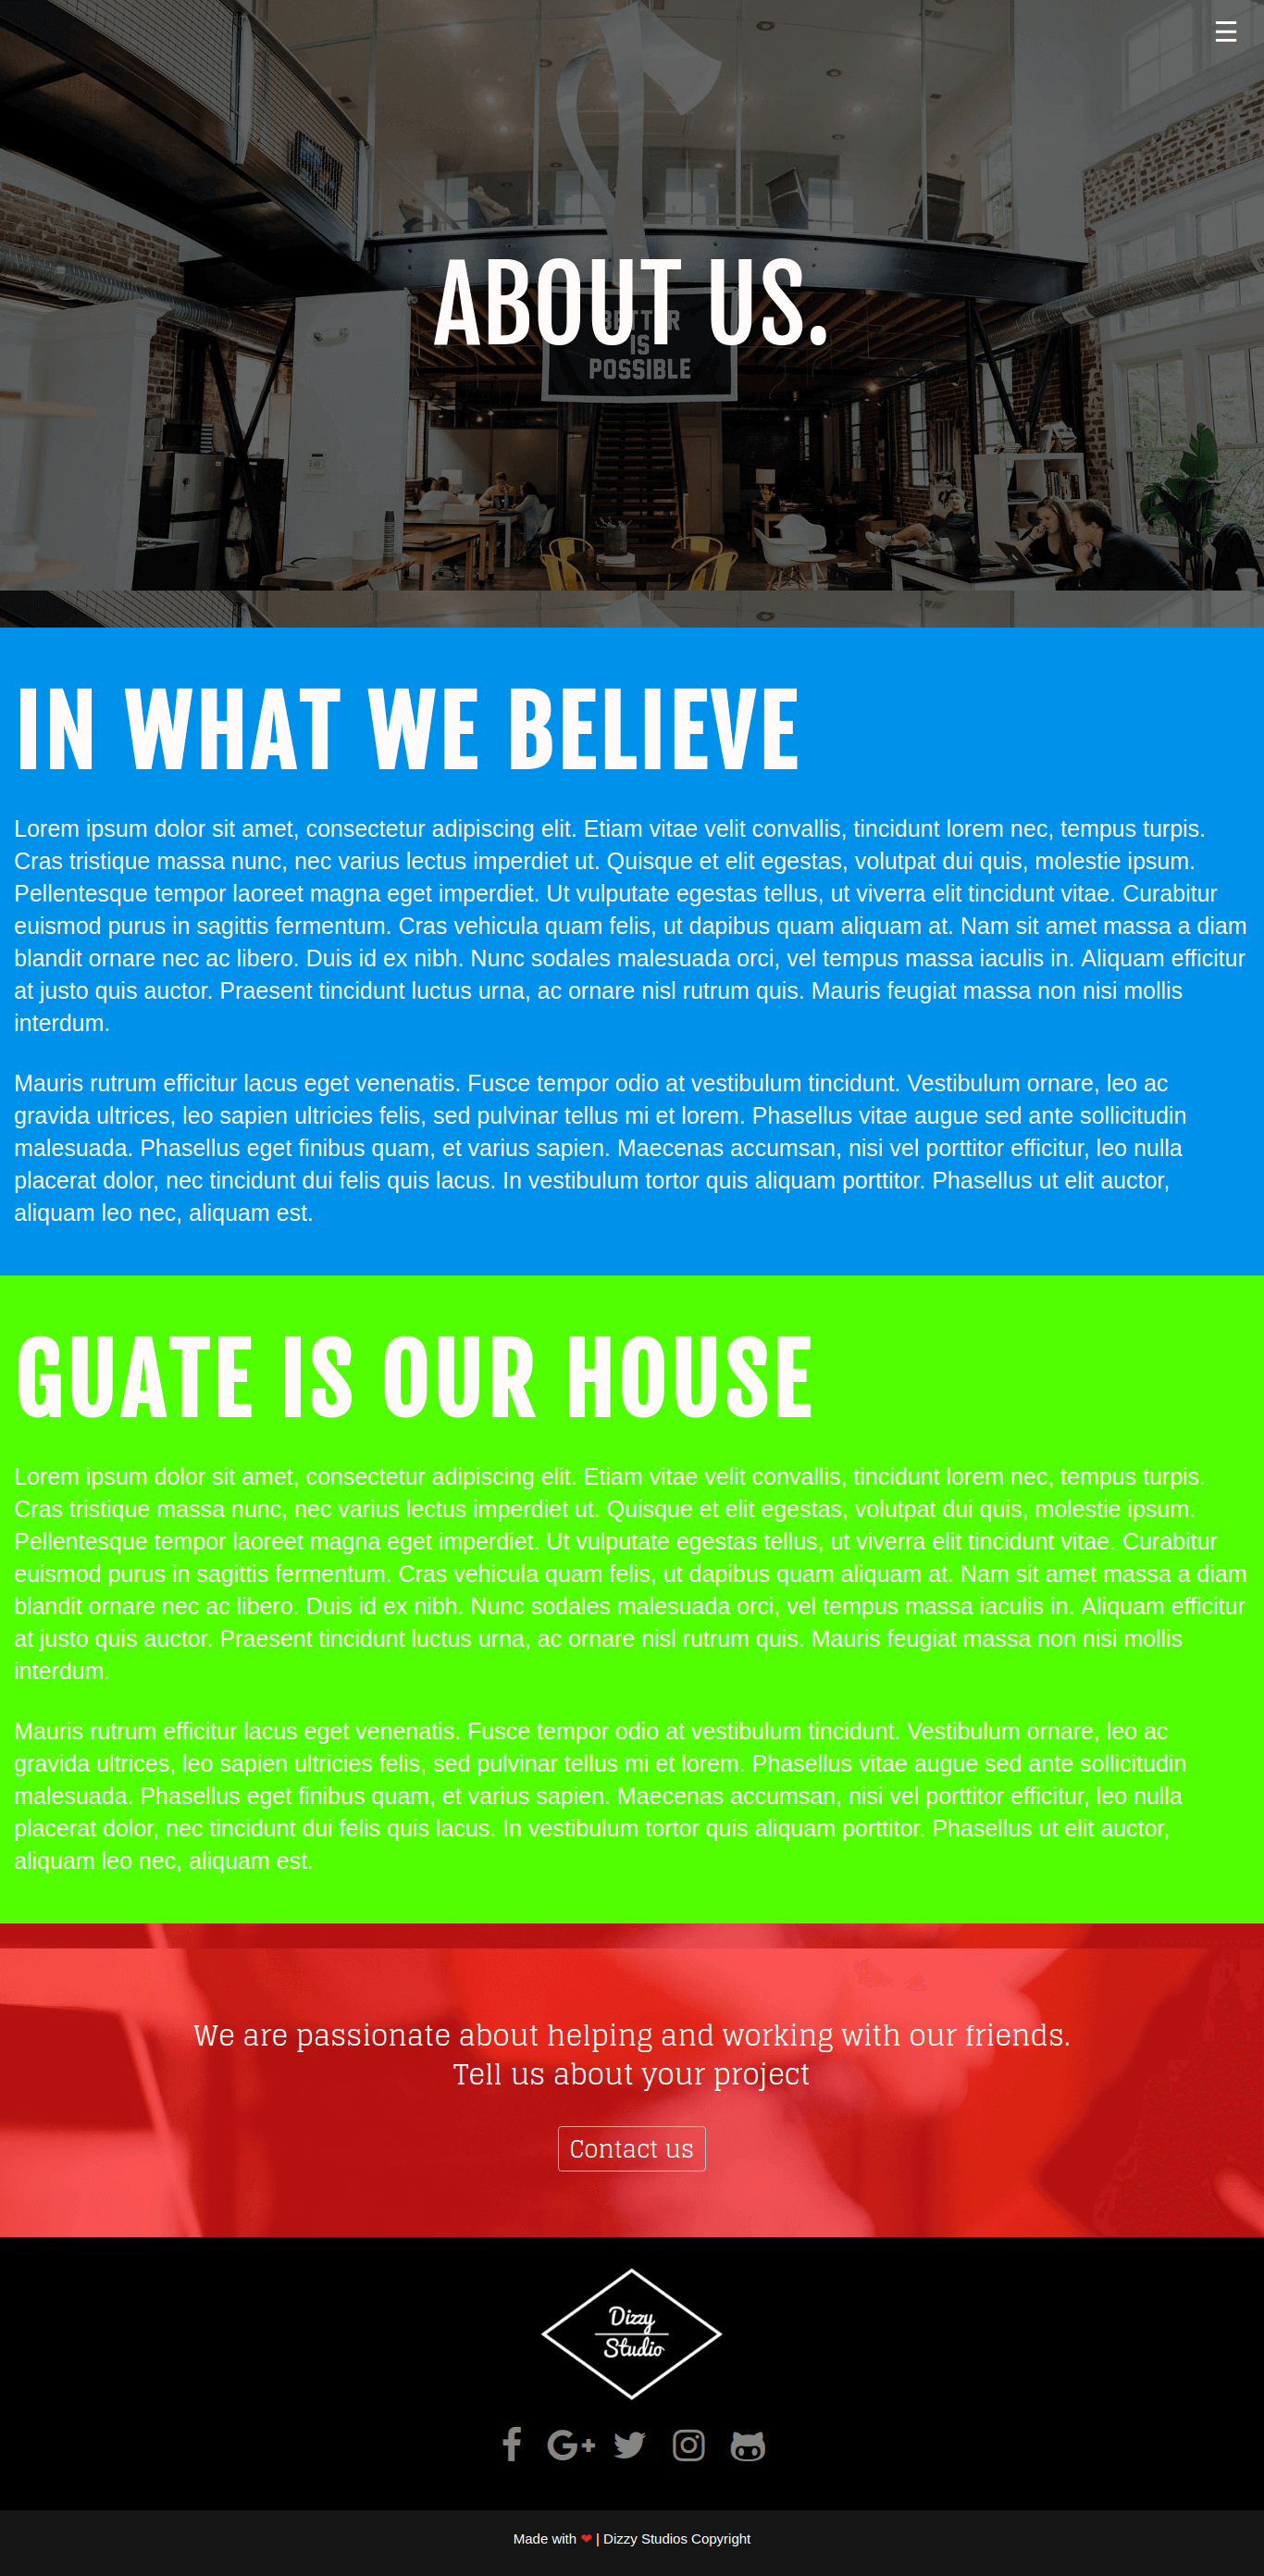 ☰
ABOUT US.
BETTER
IS
POSSIBLE
IN WHAT WE BELIEVE
Lorem ipsum dolor sit amet, consectetur adipiscing elit. Etiam vitae velit convallis, tincidunt lorem nec, tempus turpis.
Cras tristique massa nunc, nec varius lectus imperdiet ut. Quisque et elit egestas, volutpat dui quis, molestie ipsum.
Pellentesque tempor laoreet magna eget imperdiet. Ut vulputate egestas tellus, ut viverra elit tincidunt vitae. Curabitur
euismod purus in sagittis fermentum. Cras vehicula quam felis, ut dapibus quam aliquam at. Nam sit amet massa a diam
blandit ornare nec ac libero. Duis id ex nibh. Nunc sodales malesuada orci, vel tempus massa iaculis in. Aliquam efficitur
at justo quis auctor. Praesent tincidunt luctus urna, ac ornare nisl rutrum quis. Mauris feugiat massa non nisi mollis
interdum.
Mauris rutrum efficitur lacus eget venenatis. Fusce tempor odio at vestibulum tincidunt. Vestibulum ornare, leo ac
gravida ultrices, leo sapien ultricies felis, sed pulvinar tellus mi et lorem. Phasellus vitae augue sed ante sollicitudin
malesuada. Phasellus eget finibus quam, et varius sapien. Maecenas accumsan, nisi vel porttitor efficitur, leo nulla
placerat dolor, nec tincidunt dui felis quis lacus. In vestibulum tortor quis aliquam porttitor. Phasellus ut elit auctor,
aliquam leo nec, aliquam est.
GUATE IS OUR HOUSE
Lorem ipsum dolor sit amet, consectetur adipiscing elit. Etiam vitae velit convallis, tincidunt lorem nec, tempus turpis.
Cras tristique massa nunc, nec varius lectus imperdiet ut. Quisque et elit egestas, volutpat dui quis, molestie ipsum.
Pellentesque tempor laoreet magna eget imperdiet. Ut vulputate egestas tellus, ut viverra elit tincidunt vitae. Curabitur
euismod purus in sagittis fermentum. Cras vehicula quam felis, ut dapibus quam aliquam at. Nam sit amet massa a diam
blandit ornare nec ac libero. Duis id ex nibh. Nunc sodales malesuada orci, vel tempus massa iaculis in. Aliquam efficitur
at justo quis auctor. Praesent tincidunt luctus urna, ac ornare nisl rutrum quis. Mauris feugiat massa non nisi mollis
interdum.
Mauris rutrum efficitur lacus eget venenatis. Fusce tempor odio at vestibulum tincidunt. Vestibulum ornare, leo ac
gravida ultrices, leo sapien ultricies felis, sed pulvinar tellus mi et lorem. Phasellus vitae augue sed ante sollicitudin
malesuada. Phasellus eget finibus quam, et varius sapien. Maecenas accumsan, nisi vel porttitor efficitur, leo nulla
placerat dolor, nec tincidunt dui felis quis lacus. In vestibulum tortor quis aliquam porttitor. Phasellus ut elit auctor,
aliquam leo nec, aliquam est.
We are passionate about helping and working with our friends.
Tell us about your project
Contact us
Dizzy
Studio
Made with ❤ | Dizzy Studios Copyright